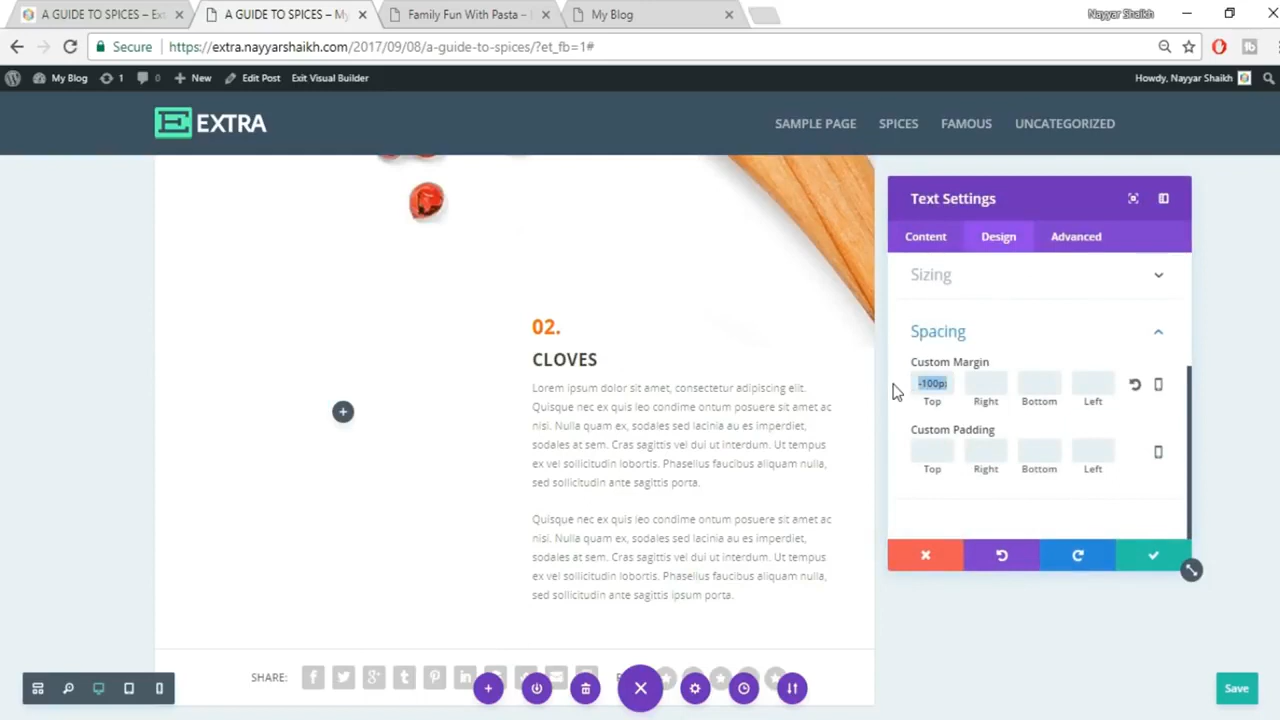 A GUIDE TO SPICES – Ext
A GUIDE TO SPICES – My
Family Fun With Pasta –
My Blog
Nayyar Shaikh
Secure
https://extra.nayyarshaikh.com/2017/09/08/a-guide-to-spices/?et_fb=1#
My Blog 1 0 New Edit Post Exit Visual Builder Howdy, Nayyar Shaikh
EXTRA
SAMPLE PAGE SPICES FAMOUS UNCATEGORIZED
Text Settings
Content Design Advanced
Sizing
Spacing
Custom Margin
-100px
Top Right Bottom Left
Custom Padding
Top Right Bottom Left
02.
CLOVES
Lorem ipsum dolor sit amet, consectetur adipiscing elit.
Quisque nec ex quis leo condime ontum posuere sit amet ac
nisi. Nulla quam ex, sodales sed lacinia au es imperdiet,
sodales at sem. Cras sagittis vel dui ut interdum. Ut tempus
ex vel sollicitudin lobortis. Phasellus faucibus aliquam nulla,
sed sollicitudin ante sagittis porta.
Quisque nec ex quis leo condime ontum posuere sit amet ac
nisi. Nulla quam ex, sodales sed lacinia au es imperdiet,
sodales at sem. Cras sagittis vel dui ut interdum. Ut tempus
ex vel sollicitudin lobortis. Phasellus faucibus aliquam nulla,
sed sollicitudin ante sagittis ipsum porta.
SHARE:
Save